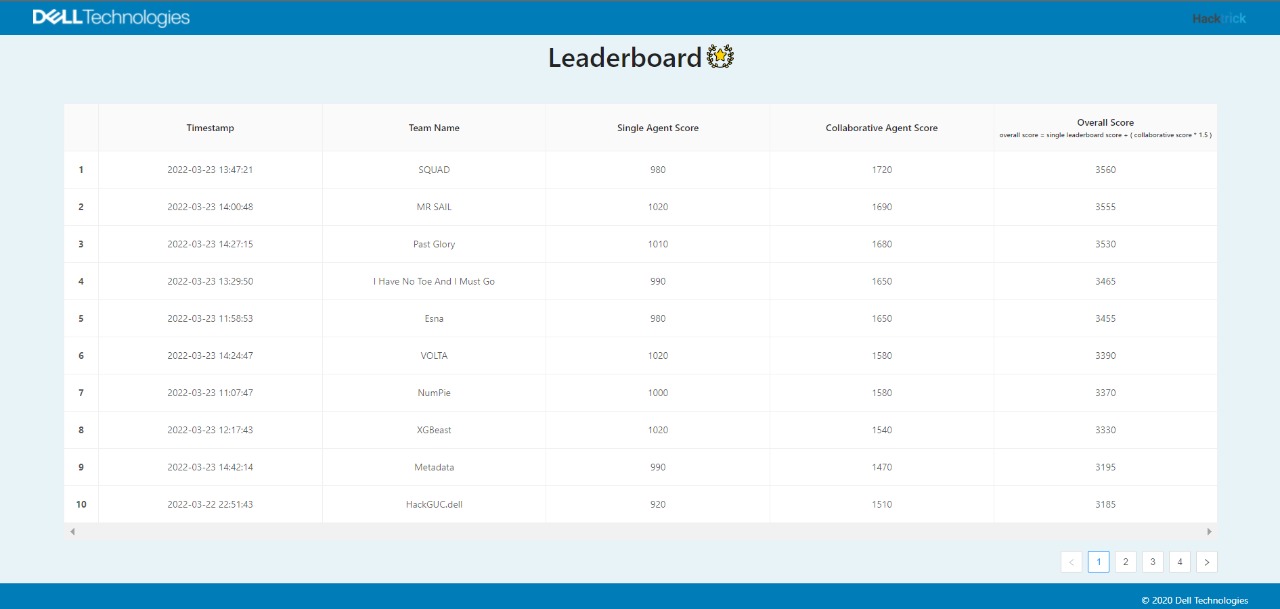 DELLTechnologies
Hacktrick
Leaderboard
Timestamp Team Name Single Agent Score Collaborative Agent Score Overall Score
overall score = single leaderboard score + ( collaborative score * 1.5 )
1 2022-03-23 13:47:21 SQUAD 980 1720 3560
2 2022-03-23 14:00:48 MR SAIL 1020 1690 3555
3 2022-03-23 14:27:15 Past Glory 1010 1680 3530
4 2022-03-23 13:29:50 I Have No Toe And I Must Go 990 1650 3465
5 2022-03-23 11:58:53 Esna 980 1650 3455
6 2022-03-23 14:24:47 VOLTA 1020 1580 3390
7 2022-03-23 11:07:47 NumPie 1000 1580 3370
8 2022-03-23 12:17:43 XGBeast 1020 1540 3330
9 2022-03-23 14:42:14 Metadata 990 1470 3195
10 2022-03-22 22:51:43 HackGUC.dell 920 1510 3185
< 1 2 3 4 >
© 2020 Dell Technologies